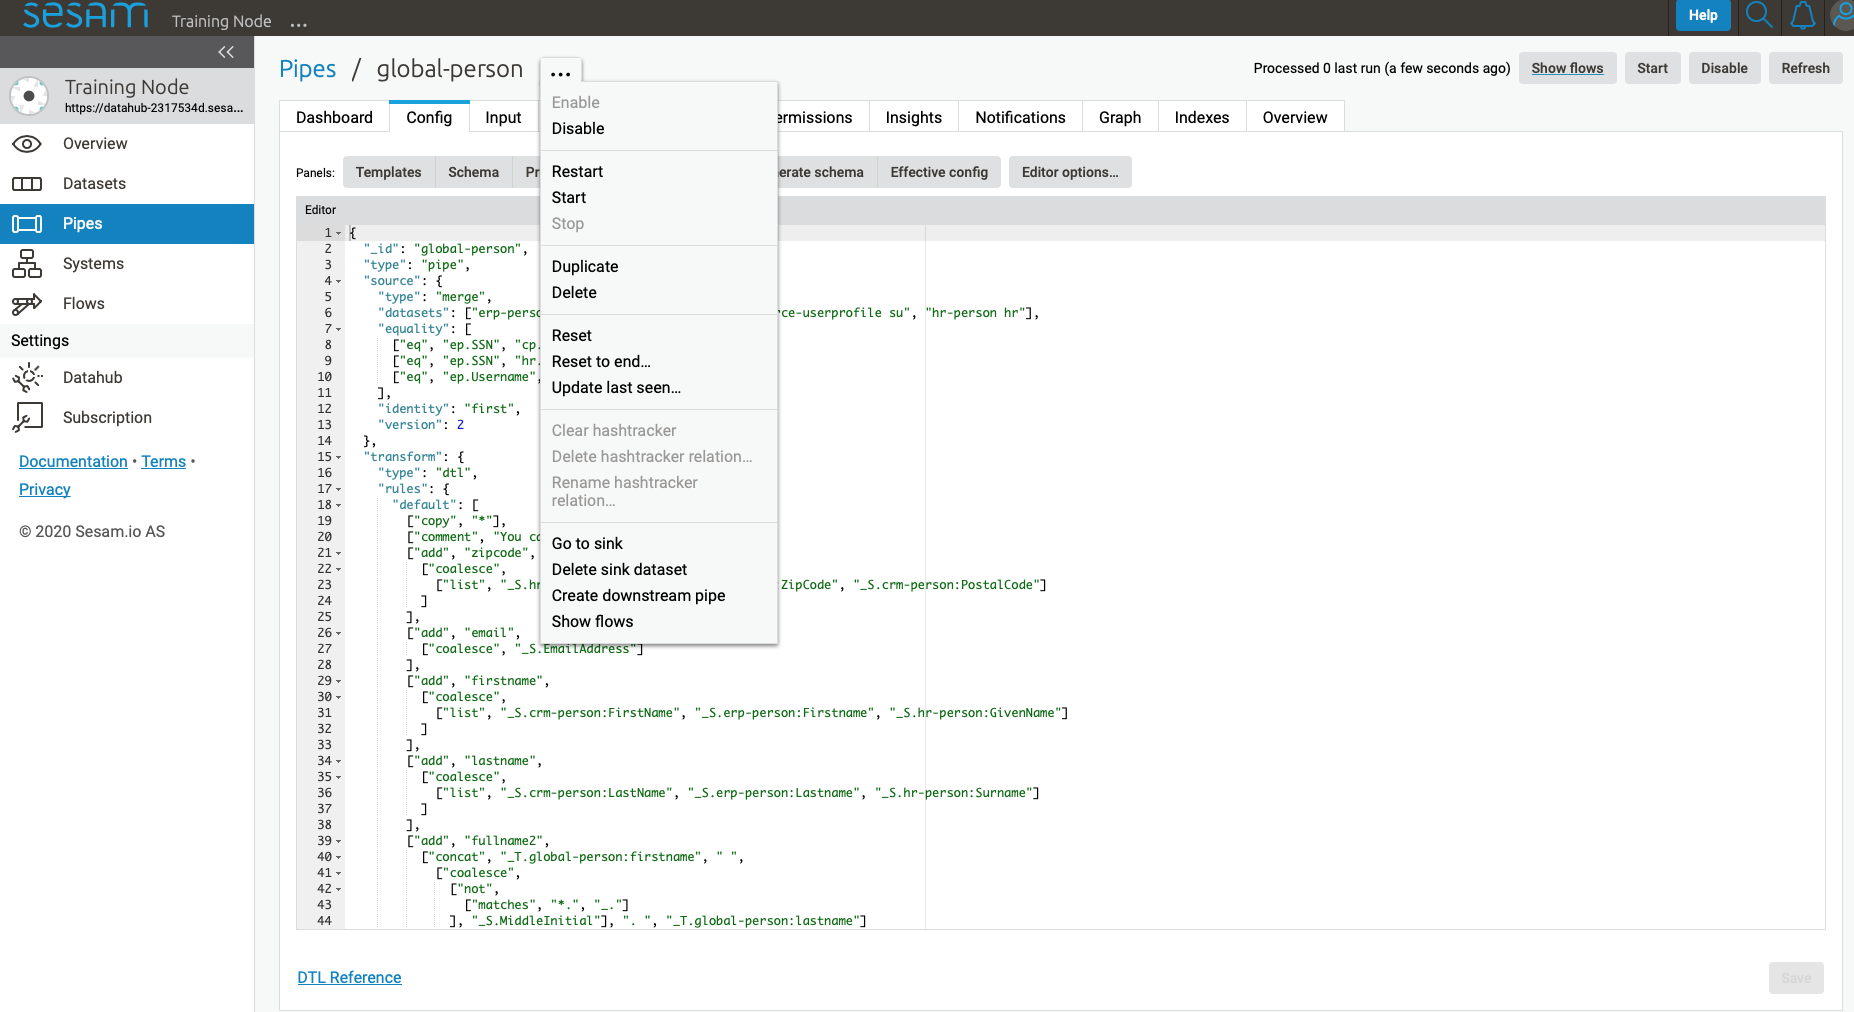 sesam Training Node ...
Help
Training Node
https://datahub-2317534d.sesa...
Overview
Datasets
Pipes
Systems
Flows
Settings
Datahub
Subscription
Documentation • Terms •
Privacy
© 2020 Sesam.io AS
Pipes / global-person ...
Processed 0 last run (a few seconds ago) Show flows Start Disable Refresh
Dashboard Config Input ermissions Insights Notifications Graph Indexes Overview
Panels: Templates Schema Pr erate schema Effective config Editor options...
Enable
Disable
Restart
Start
Stop
Duplicate
Delete
Reset
Reset to end...
Update last seen...
Clear hashtracker
Delete hashtracker relation...
Rename hashtracker
relation...
Go to sink
Delete sink dataset
Create downstream pipe
Show flows
Editor
1 {
2 "_id": "global-person",
3 "type": "pipe",
4 "source": {
5 "type": "merge",
6 "datasets": ["erp-perso rce-userprofile su", "hr-person hr"],
7 "equality": [
8 ["eq", "ep.SSN", "cp.
9 ["eq", "ep.SSN", "hr.
10 ["eq", "ep.Username",
11 ],
12 "identity": "first",
13 "version": 2
14 },
15 "transform": {
16 "type": "dtl",
17 "rules": {
18 "default": [
19 ["copy", "*"],
20 ["comment", "You co
21 ["add", "zipcode",
22 ["coalesce",
23 ["list", "_S.hr ZipCode", "_S.crm-person:PostalCode"]
24 ]
25 ],
26 ["add", "email",
27 ["coalesce", "_S.EmailAddress"]
28 ],
29 ["add", "firstname",
30 ["coalesce",
31 ["list", "_S.crm-person:FirstName", "_S.erp-person:Firstname", "_S.hr-person:GivenName"]
32 ]
33 ],
34 ["add", "lastname",
35 ["coalesce",
36 ["list", "_S.crm-person:LastName", "_S.erp-person:Lastname", "_S.hr-person:Surname"]
37 ]
38 ],
39 ["add", "fullname2",
40 ["concat", "_T.global-person:firstname", " ",
41 ["coalesce",
42 ["not",
43 ["matches", "*.", "_."]
44 ], "_S.MiddleInitial"], ". ", "_T.global-person:lastname"]
DTL Reference
Save